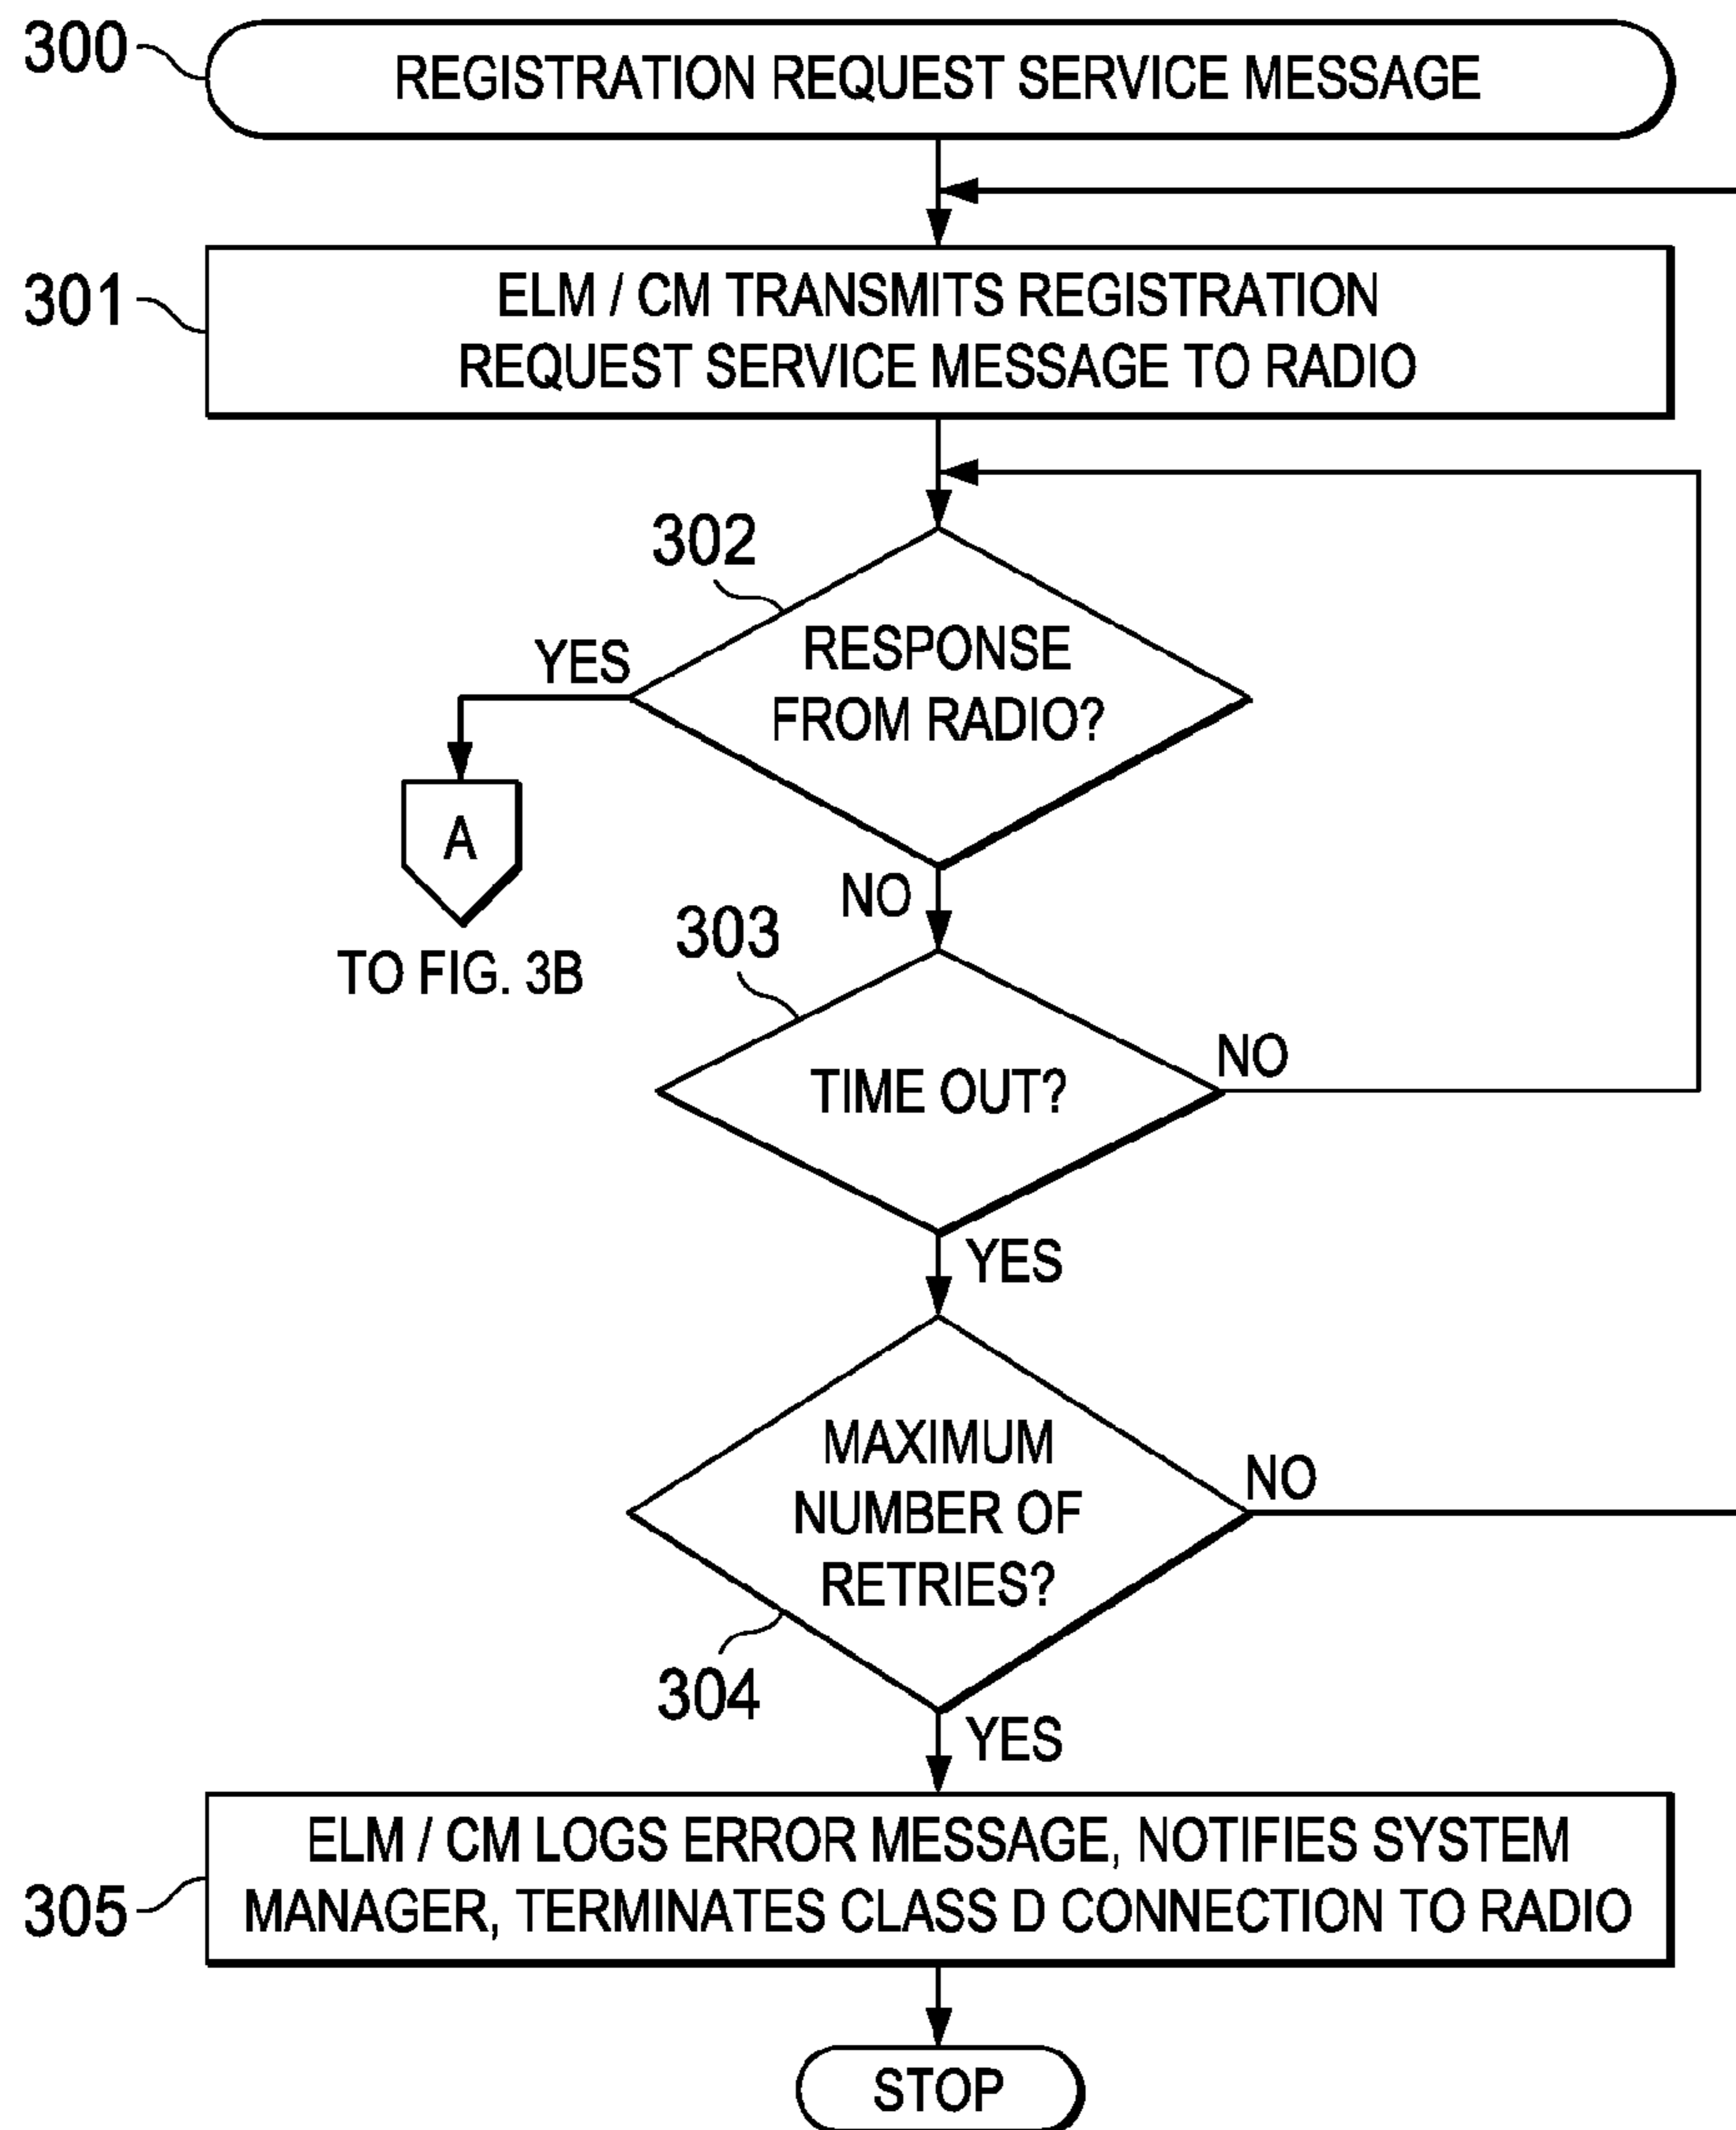 300
REGISTRATION REQUEST SERVICE MESSAGE
301
ELM / CM TRANSMITS REGISTRATION
REQUEST SERVICE MESSAGE TO RADIO
302
YES
RESPONSE
FROM RADIO?
A
TO FIG. 3B
NO
303
TIME OUT?
NO
YES
MAXIMUM
NUMBER OF
RETRIES?
NO
304
YES
305
ELM / CM LOGS ERROR MESSAGE, NOTIFIES SYSTEM
MANAGER, TERMINATES CLASS D CONNECTION TO RADIO
STOP